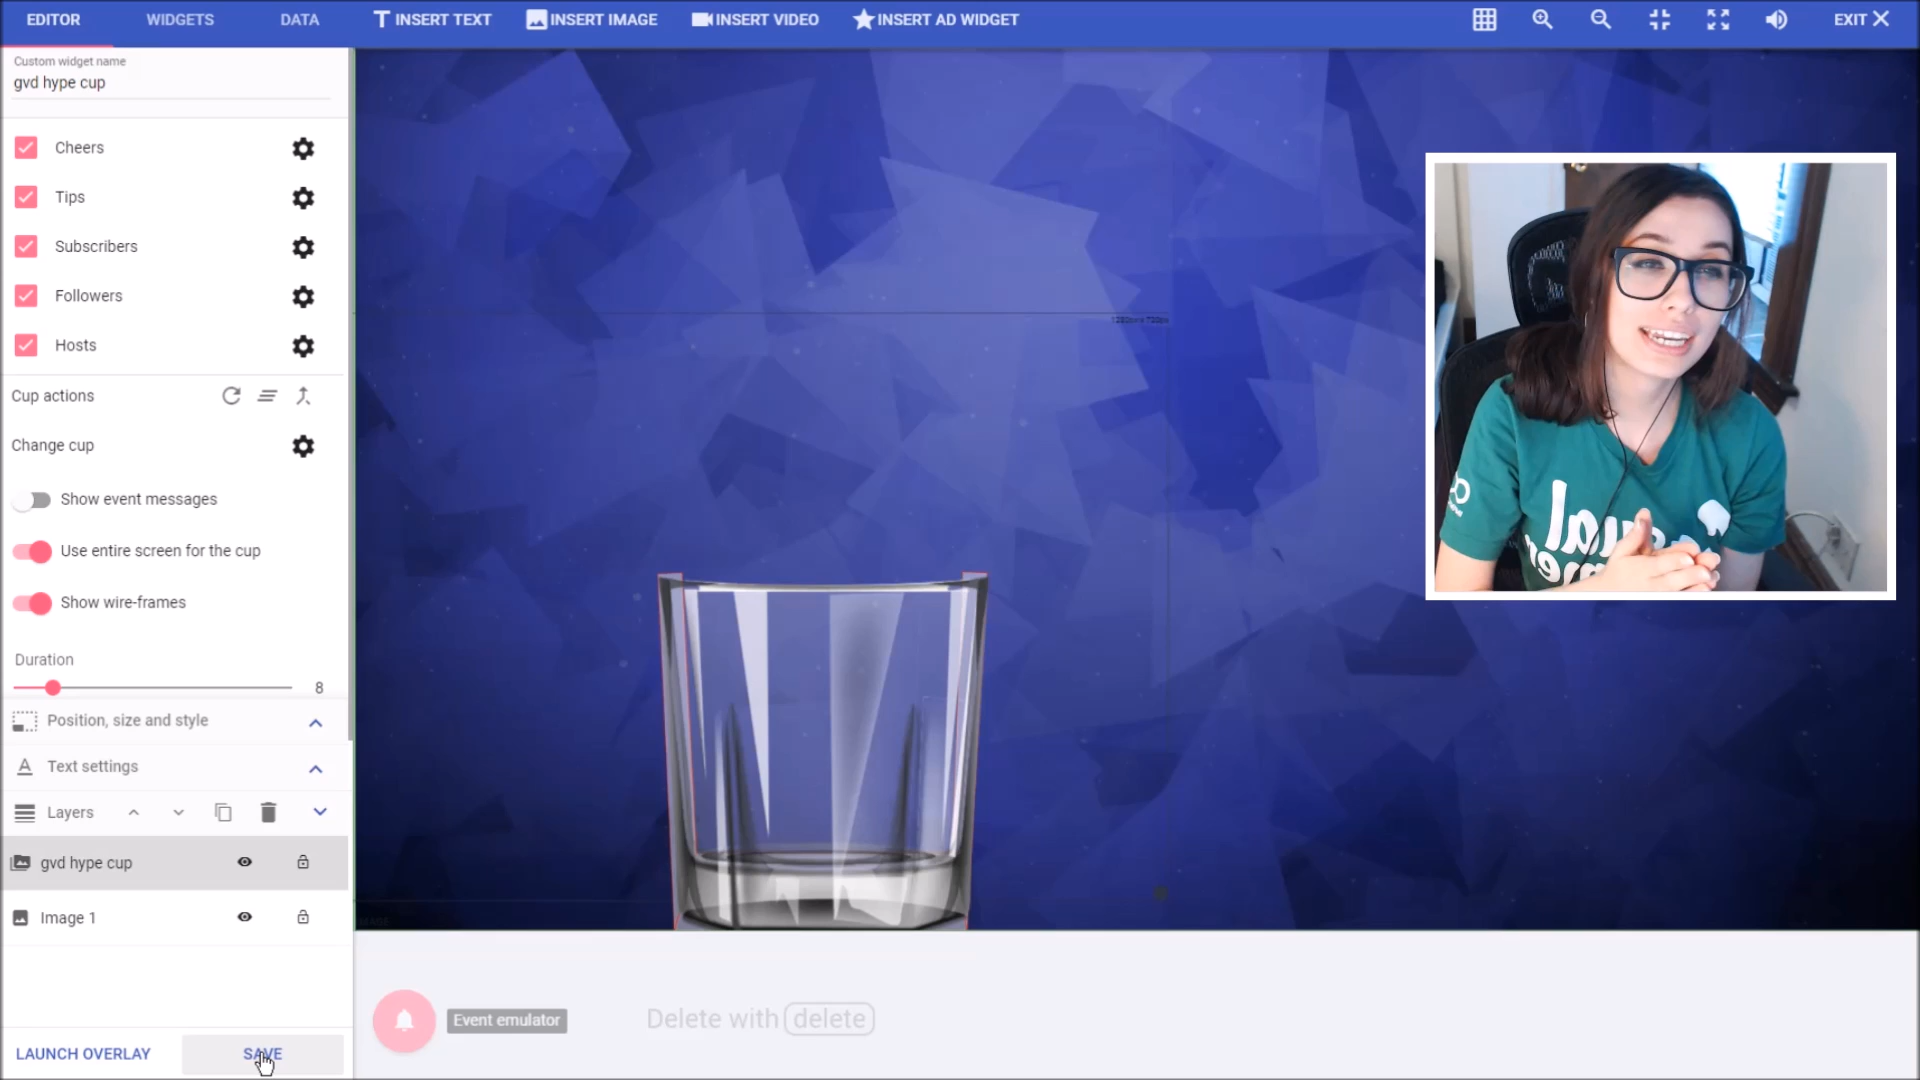 EDITOR WIDGETS DATA INSERT TEXT INSERT IMAGE INSERT VIDEO INSERT AD WIDGET EXIT
Custom widget name
gvd hype cup
Cheers
Tips
Subscribers
Followers
Hosts
Cup actions
Change cup
Show event messages
Use entire screen for the cup
Show wire-frames
Duration
8
Position, size and style
Text settings
Layers
gvd hype cup
Image 1
Event emulator
Delete with delete
LAUNCH OVERLAY SAVE